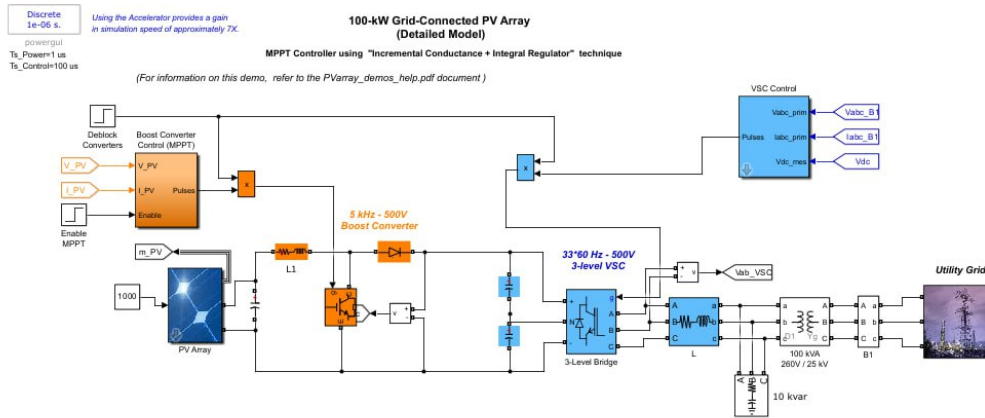 Discrete
1e-06 s.
powergui
Ts_Power=1 us
Ts_Control=100 us
Using the Accelerator provides a gain
in simulation speed of approximately 7X.
100-kW Grid-Connected PV Array
(Detailed Model)
MPPT Controller using "Incremental Conductance + Integral Regulator" technique
(For information on this demo, refer to the PVarray_demos_help.pdf document )
VSC Control
Vabc_prim
Iabc_prim
Vdc_mes
Pulses
Vabc_B1
Iabc_B1
Vdc
Deblock
Converters
Boost Converter
Control (MPPT)
V_PV
I_PV
V_PV
I_PV
Pulses
Enable
Enable
MPPT
x
x
5 kHz - 500V
Boost Converter
L1
m_PV
1000
PV Array
+
-
g
C
E
v
+
-
33*60 Hz - 500V
3-level VSC
+
N
-
g
A
B
C
3-Level Bridge
+
-
v
Vab_VSC
A
B
C
a
b
c
L
a
b
c
A
B
C
D1
Yg
100 kVA
260V / 25 kV
a
b
c
A
B
C
B1
Utility Grid
A
B
C
10 kvar